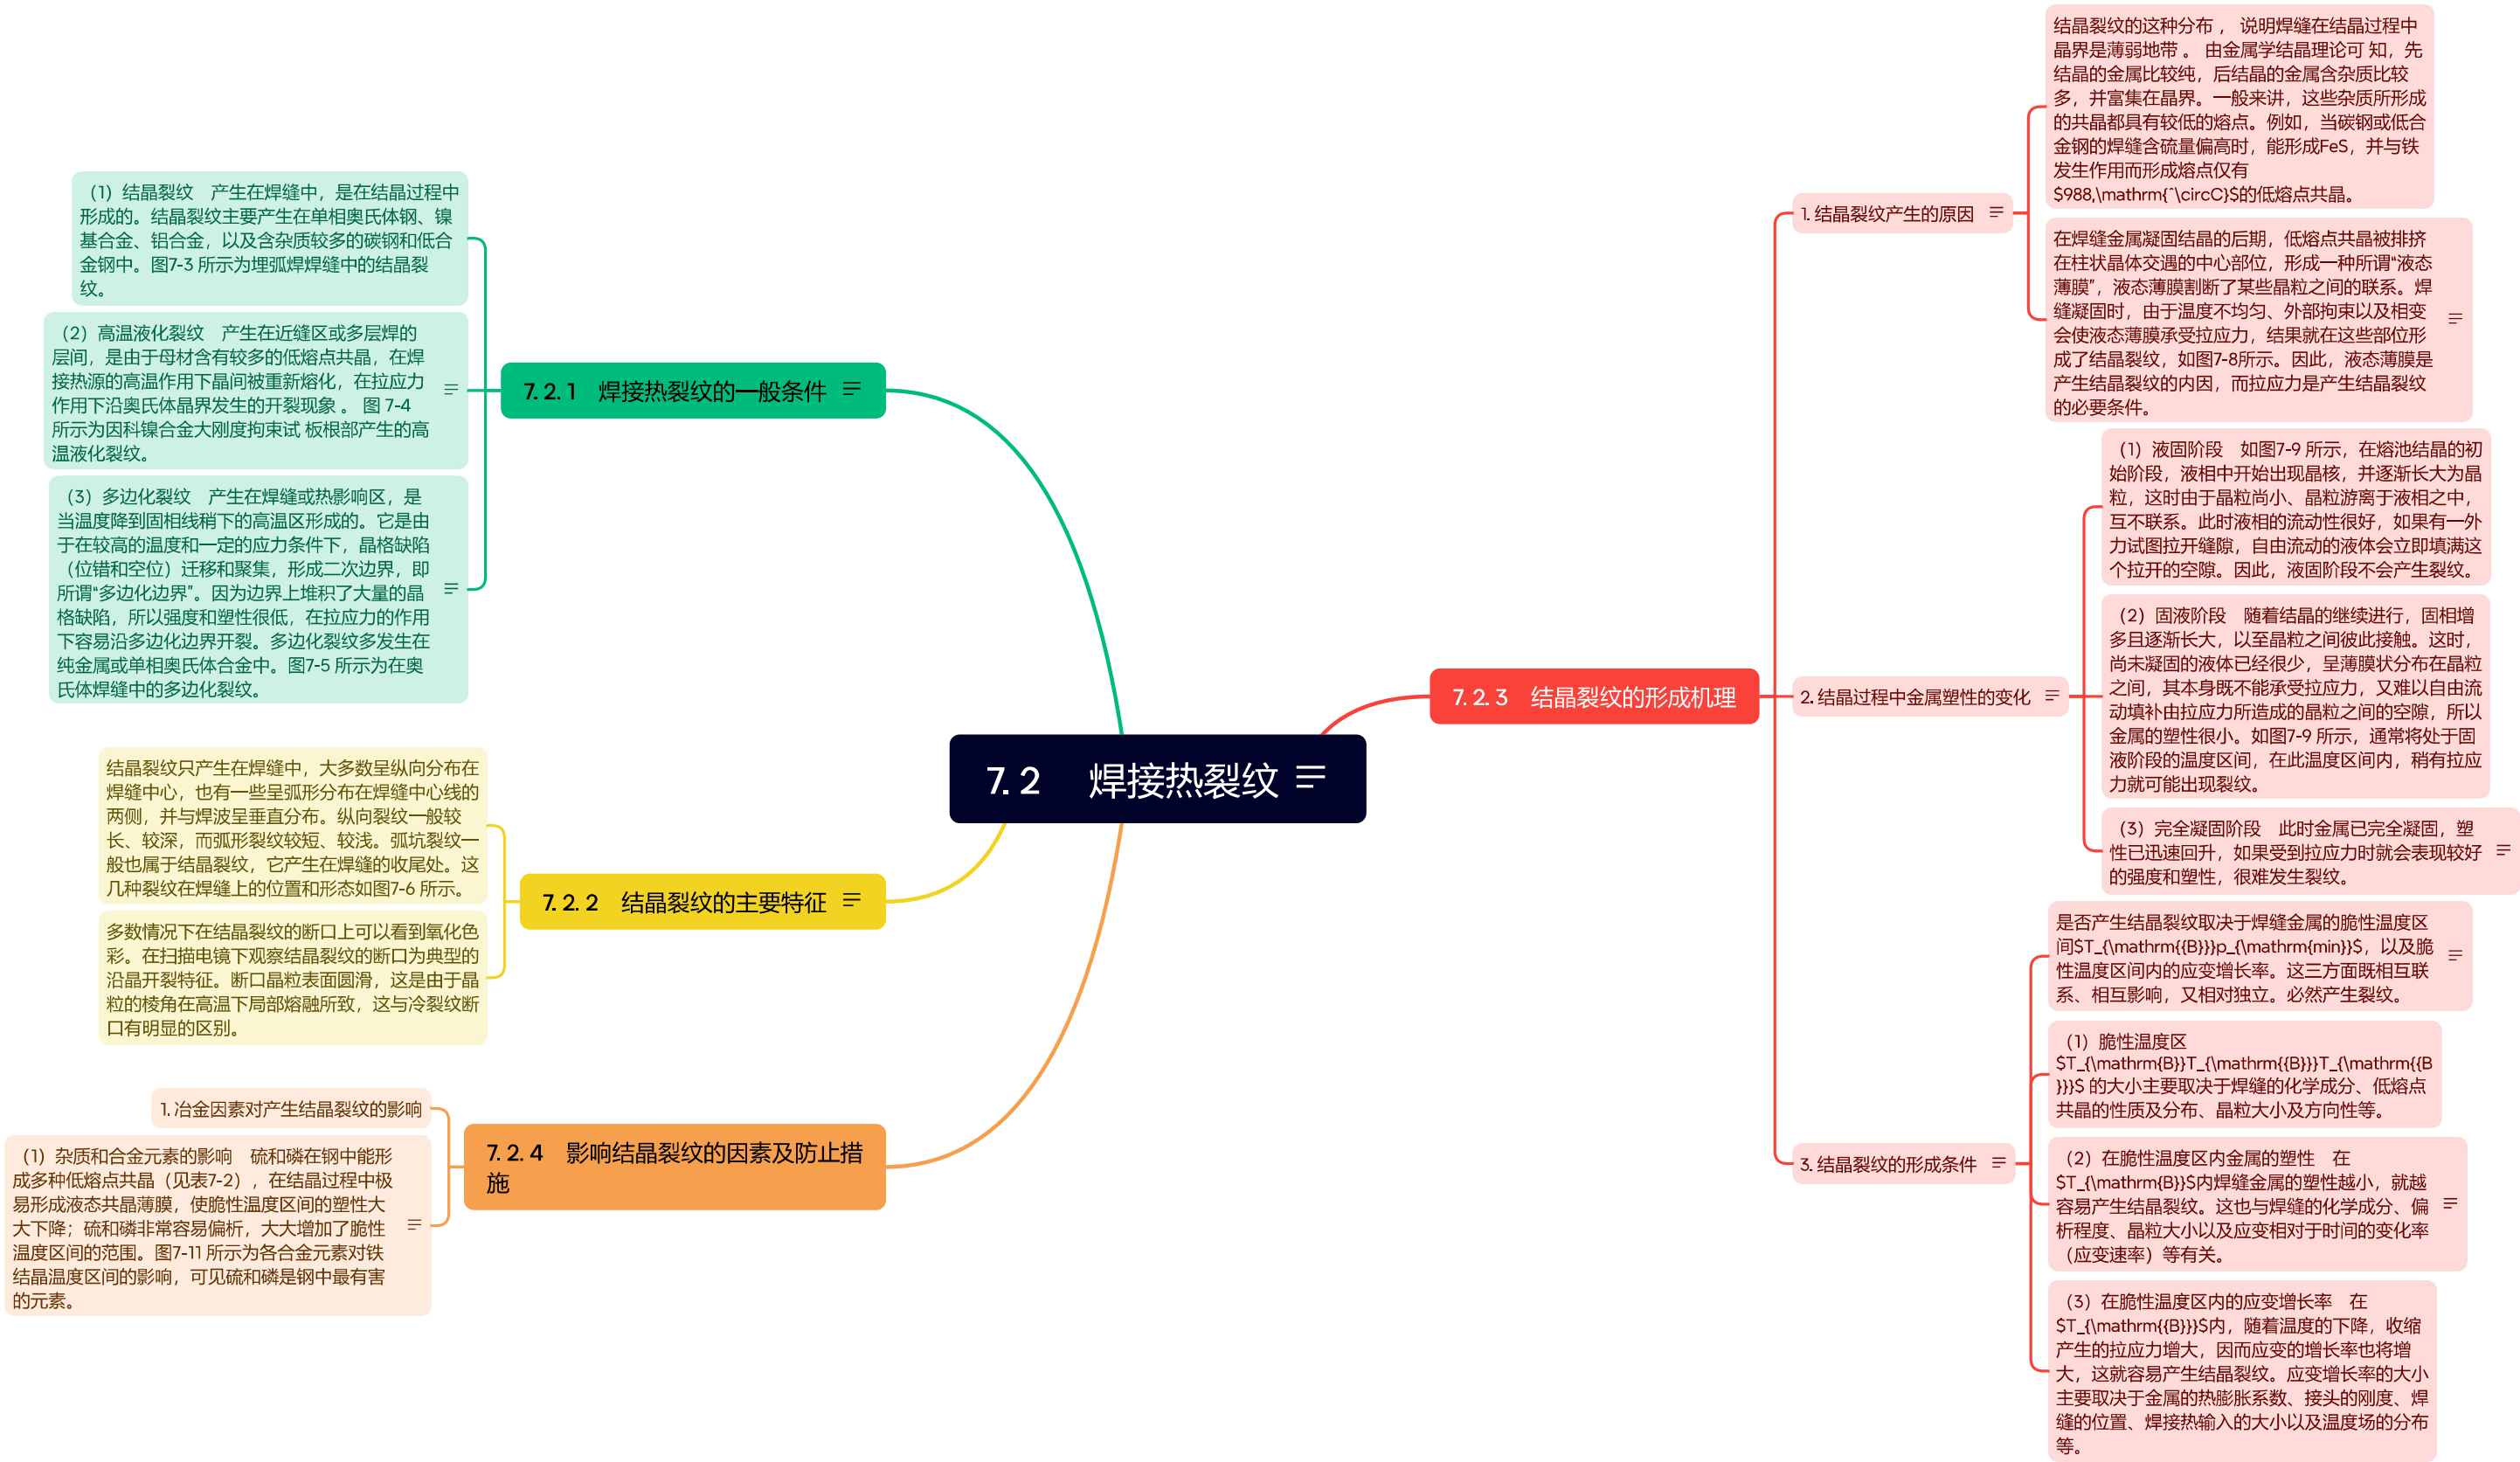 7. 2　焊接热裂纹
7. 2. 1　焊接热裂纹的一般条件
（1）结晶裂纹　产生在焊缝中，是在结晶过程中
形成的。结晶裂纹主要产生在单相奥氏体钢、镍
基合金、铝合金，以及含杂质较多的碳钢和低合
金钢中。图7-3 所示为埋弧焊焊缝中的结晶裂
纹。
（2）高温液化裂纹　产生在近缝区或多层焊的
层间，是由于母材含有较多的低熔点共晶，在焊
接热源的高温作用下晶间被重新熔化，在拉应力
作用下沿奥氏体晶界发生的开裂现象 。 图 7-4
所示为因科镍合金大刚度拘束试 板根部产生的高
温液化裂纹。
（3）多边化裂纹　产生在焊缝或热影响区，是
当温度降到固相线稍下的高温区形成的。它是由
于在较高的温度和一定的应力条件下，晶格缺陷
（位错和空位）迁移和聚集，形成二次边界，即
所谓“多边化边界”。因为边界上堆积了大量的晶
格缺陷，所以强度和塑性很低，在拉应力的作用
下容易沿多边化边界开裂。多边化裂纹多发生在
纯金属或单相奥氏体合金中。图7-5 所示为在奥
氏体焊缝中的多边化裂纹。
7. 2. 2　结晶裂纹的主要特征
结晶裂纹只产生在焊缝中，大多数呈纵向分布在
焊缝中心，也有一些呈弧形分布在焊缝中心线的
两侧，并与焊波呈垂直分布。纵向裂纹一般较
长、较深，而弧形裂纹较短、较浅。弧坑裂纹一
般也属于结晶裂纹，它产生在焊缝的收尾处。这
几种裂纹在焊缝上的位置和形态如图7-6 所示。
多数情况下在结晶裂纹的断口上可以看到氧化色
彩。在扫描电镜下观察结晶裂纹的断口为典型的
沿晶开裂特征。断口晶粒表面圆滑，这是由于晶
粒的棱角在高温下局部熔融所致，这与冷裂纹断
口有明显的区别。
7. 2. 3　结晶裂纹的形成机理
1. 结晶裂纹产生的原因
结晶裂纹的这种分布 ， 说明焊缝在结晶过程中
晶界是薄弱地带 。 由金属学结晶理论可 知，先
结晶的金属比较纯，后结晶的金属含杂质比较
多，并富集在晶界。一般来讲，这些杂质所形成
的共晶都具有较低的熔点。例如，当碳钢或低合
金钢的焊缝含硫量偏高时，能形成FeS，并与铁
发生作用而形成熔点仅有
$988,\mathrm{^\circC}$的低熔点共晶。
在焊缝金属凝固结晶的后期，低熔点共晶被排挤
在柱状晶体交遇的中心部位，形成一种所谓“液态
薄膜”，液态薄膜割断了某些晶粒之间的联系。焊
缝凝固时，由于温度不均匀、外部拘束以及相变
会使液态薄膜承受拉应力，结果就在这些部位形
成了结晶裂纹，如图7-8所示。因此，液态薄膜是
产生结晶裂纹的内因，而拉应力是产生结晶裂纹
的必要条件。
2. 结晶过程中金属塑性的变化
（1）液固阶段　如图7-9 所示，在熔池结晶的初
始阶段，液相中开始出现晶核，并逐渐长大为晶
粒，这时由于晶粒尚小、晶粒游离于液相之中，
互不联系。此时液相的流动性很好，如果有一外
力试图拉开缝隙，自由流动的液体会立即填满这
个拉开的空隙。因此，液固阶段不会产生裂纹。
（2）固液阶段　随着结晶的继续进行，固相增
多且逐渐长大，以至晶粒之间彼此接触。这时，
尚未凝固的液体已经很少，呈薄膜状分布在晶粒
之间，其本身既不能承受拉应力，又难以自由流
动填补由拉应力所造成的晶粒之间的空隙，所以
金属的塑性很小。如图7-9 所示，通常将处于固
液阶段的温度区间，在此温度区间内，稍有拉应
力就可能出现裂纹。
（3）完全凝固阶段　此时金属已完全凝固，塑
性已迅速回升，如果受到拉应力时就会表现较好
的强度和塑性，很难发生裂纹。
3. 结晶裂纹的形成条件
是否产生结晶裂纹取决于焊缝金属的脆性温度区
间$T_{\mathrm{{B}}}p_{\mathrm{min}}$，以及脆
性温度区间内的应变增长率。这三方面既相互联
系、相互影响，又相对独立。必然产生裂纹。
（1）脆性温度区
$T_{\mathrm{B}}T_{\mathrm{{B}}}T_{\mathrm{{B
}}}$ 的大小主要取决于焊缝的化学成分、低熔点
共晶的性质及分布、晶粒大小及方向性等。
（2）在脆性温度区内金属的塑性　在
$T_{\mathrm{B}}$内焊缝金属的塑性越小，就越
容易产生结晶裂纹。这也与焊缝的化学成分、偏
析程度、晶粒大小以及应变相对于时间的变化率
（应变速率）等有关。
（3）在脆性温度区内的应变增长率　在
$T_{\mathrm{{B}}}$内，随着温度的下降，收缩
产生的拉应力增大，因而应变的增长率也将增
大，这就容易产生结晶裂纹。应变增长率的大小
主要取决于金属的热膨胀系数、接头的刚度、焊
缝的位置、焊接热输入的大小以及温度场的分布
等。
7. 2. 4　影响结晶裂纹的因素及防止措
施
1. 冶金因素对产生结晶裂纹的影响
（1）杂质和合金元素的影响　硫和磷在钢中能形
成多种低熔点共晶（见表7-2），在结晶过程中极
易形成液态共晶薄膜，使脆性温度区间的塑性大
大下降；硫和磷非常容易偏析，大大增加了脆性
温度区间的范围。图7-11 所示为各合金元素对铁
结晶温度区间的影响，可见硫和磷是钢中最有害
的元素。